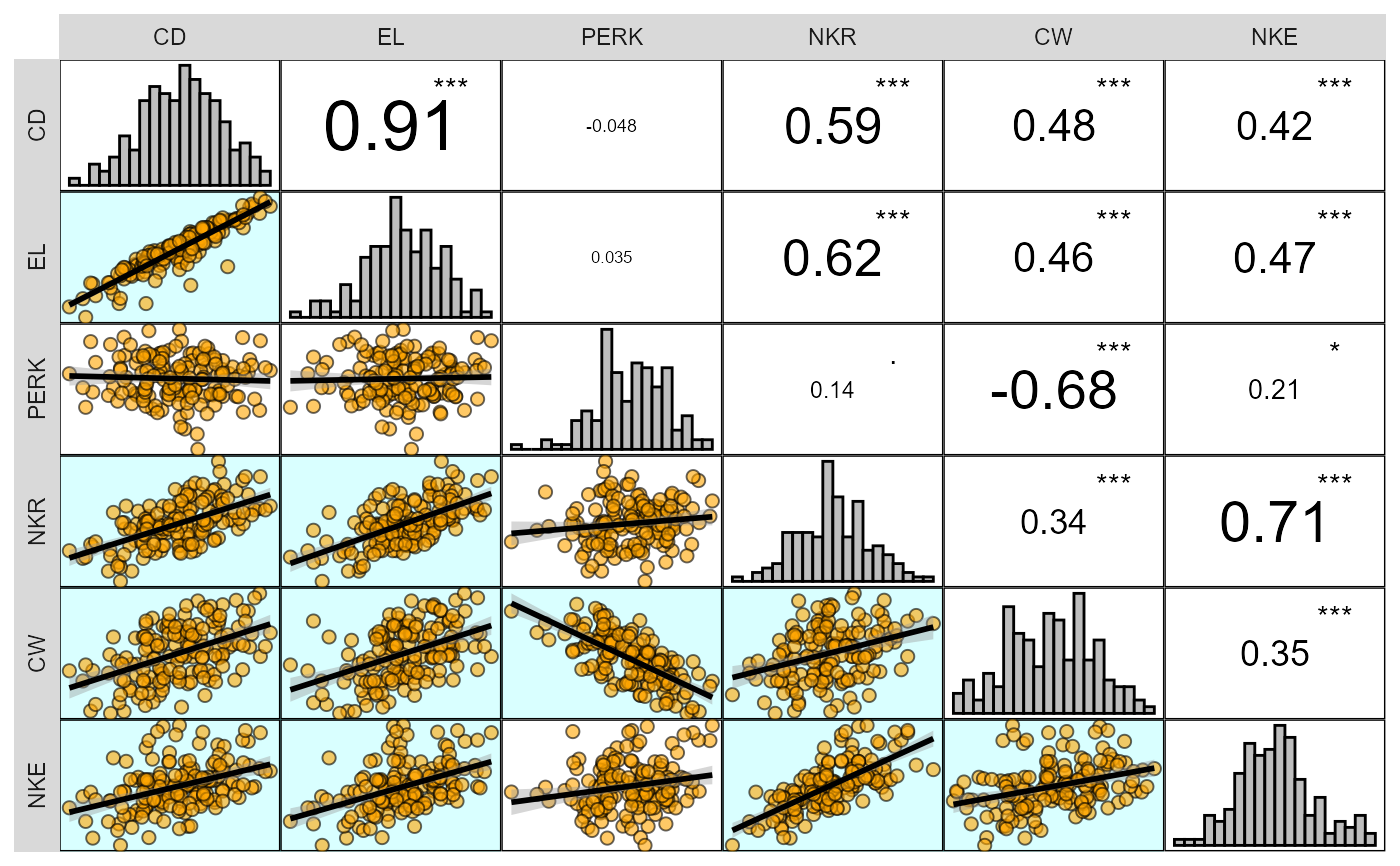 CD EL PERK NKR CW NKE
CD 0.91 *** -0.048 0.59 *** 0.48 *** 0.42 ***
EL 0.035 0.62 *** 0.46 *** 0.47 ***
PERK 0.14 . -0.68 *** 0.21 *
NKR 0.34 *** 0.71 ***
CW 0.35 ***
NKE